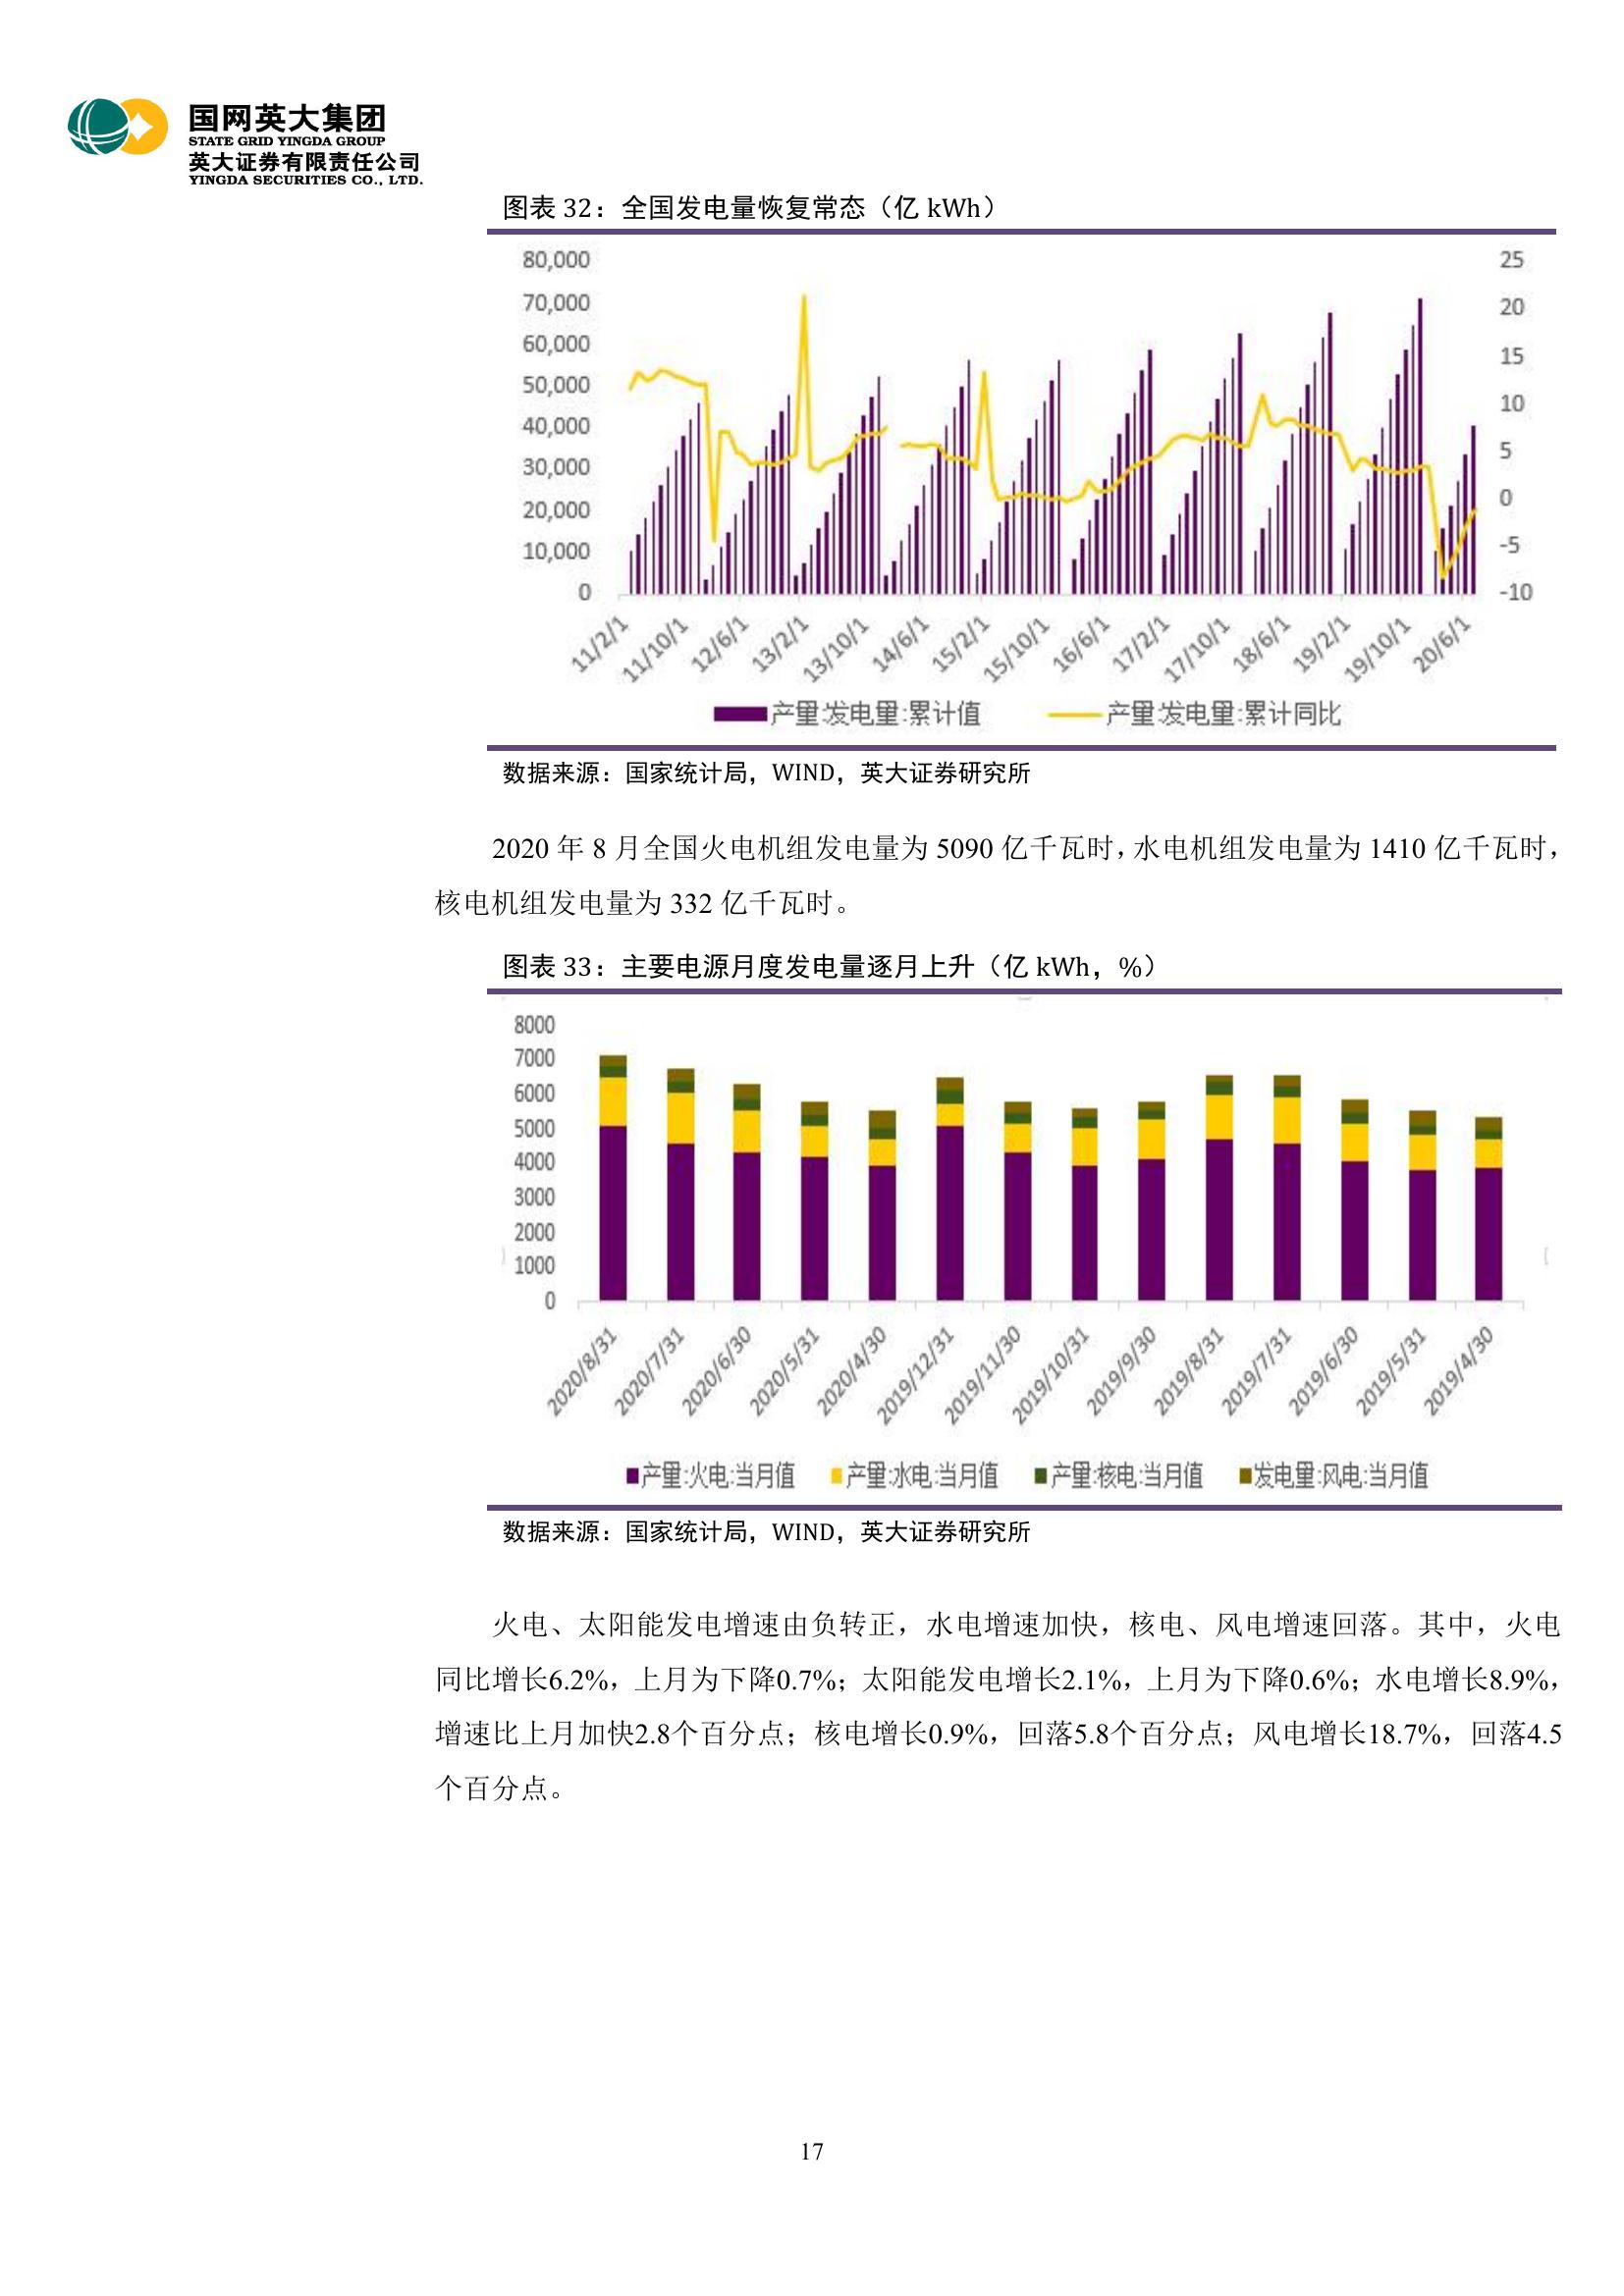 国网英大集团
STATE GRID YINGDA GROUP
英大证券有限责任公司
YINGDA SECURITIES CO., LTD.
图表 32：全国发电量恢复常态（亿 kWh）
80,000
70,000
60,000
50,000
40,000
30,000
20,000
10,000
0
25
20
15
10
5
0
-5
-10
11/2/1
11/10/1
12/6/1
13/2/1
13/10/1
14/6/1
15/2/1
15/10/1
16/6/1
17/2/1
17/10/1
18/6/1
19/2/1
19/10/1
20/6/1
产量:发电量:累计值
产量:发电量:累计同比
数据来源：国家统计局，WIND，英大证券研究所
2020 年 8 月全国火电机组发电量为 5090 亿千瓦时，水电机组发电量为 1410 亿千瓦时，
核电机组发电量为 332 亿千瓦时。
图表 33：主要电源月度发电量逐月上升（亿 kWh，%）
8000
7000
6000
5000
4000
3000
2000
1000
0
2020/8/31
2020/7/31
2020/6/30
2020/5/31
2020/4/30
2019/12/31
2019/11/30
2019/10/31
2019/9/30
2019/8/31
2019/7/31
2019/6/30
2019/5/31
2019/4/30
产量:火电:当月值
产量:水电:当月值
产量:核电:当月值
发电量:风电:当月值
数据来源：国家统计局，WIND，英大证券研究所
火电、太阳能发电增速由负转正，水电增速加快，核电、风电增速回落。其中，火电
同比增长6.2%，上月为下降0.7%；太阳能发电增长2.1%，上月为下降0.6%；水电增长8.9%，
增速比上月加快2.8个百分点；核电增长0.9%，回落5.8个百分点；风电增长18.7%，回落4.5
个百分点。
17